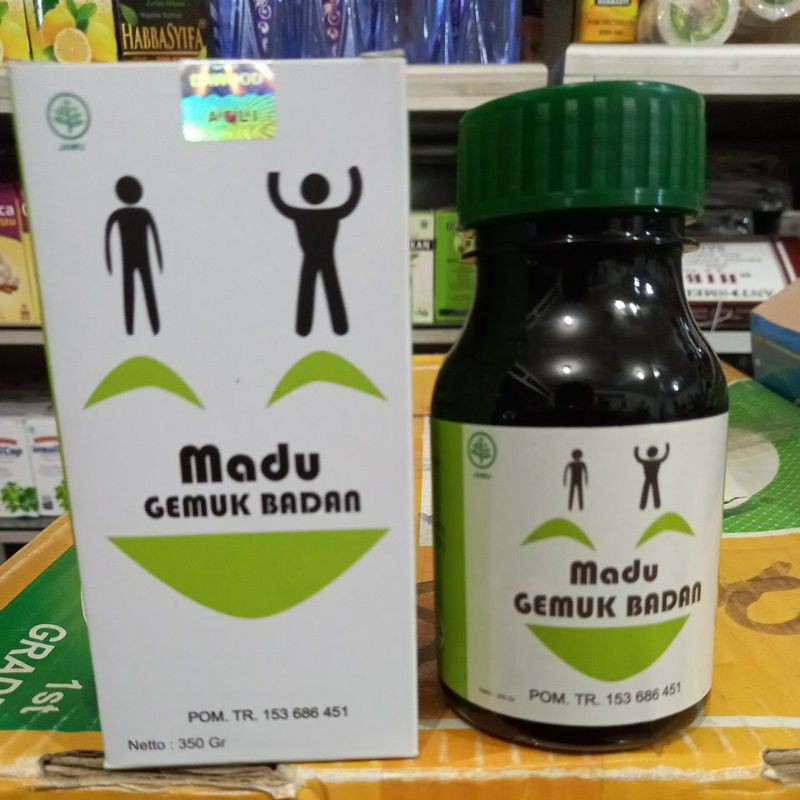 HABBASYIFA
JAMU
Madu
GEMUK BADAN
POM. TR. 153 686 451
Netto : 350 Gr
JAMU
Madu
GEMUK BADAN
POM. TR. 153 686 451
1st